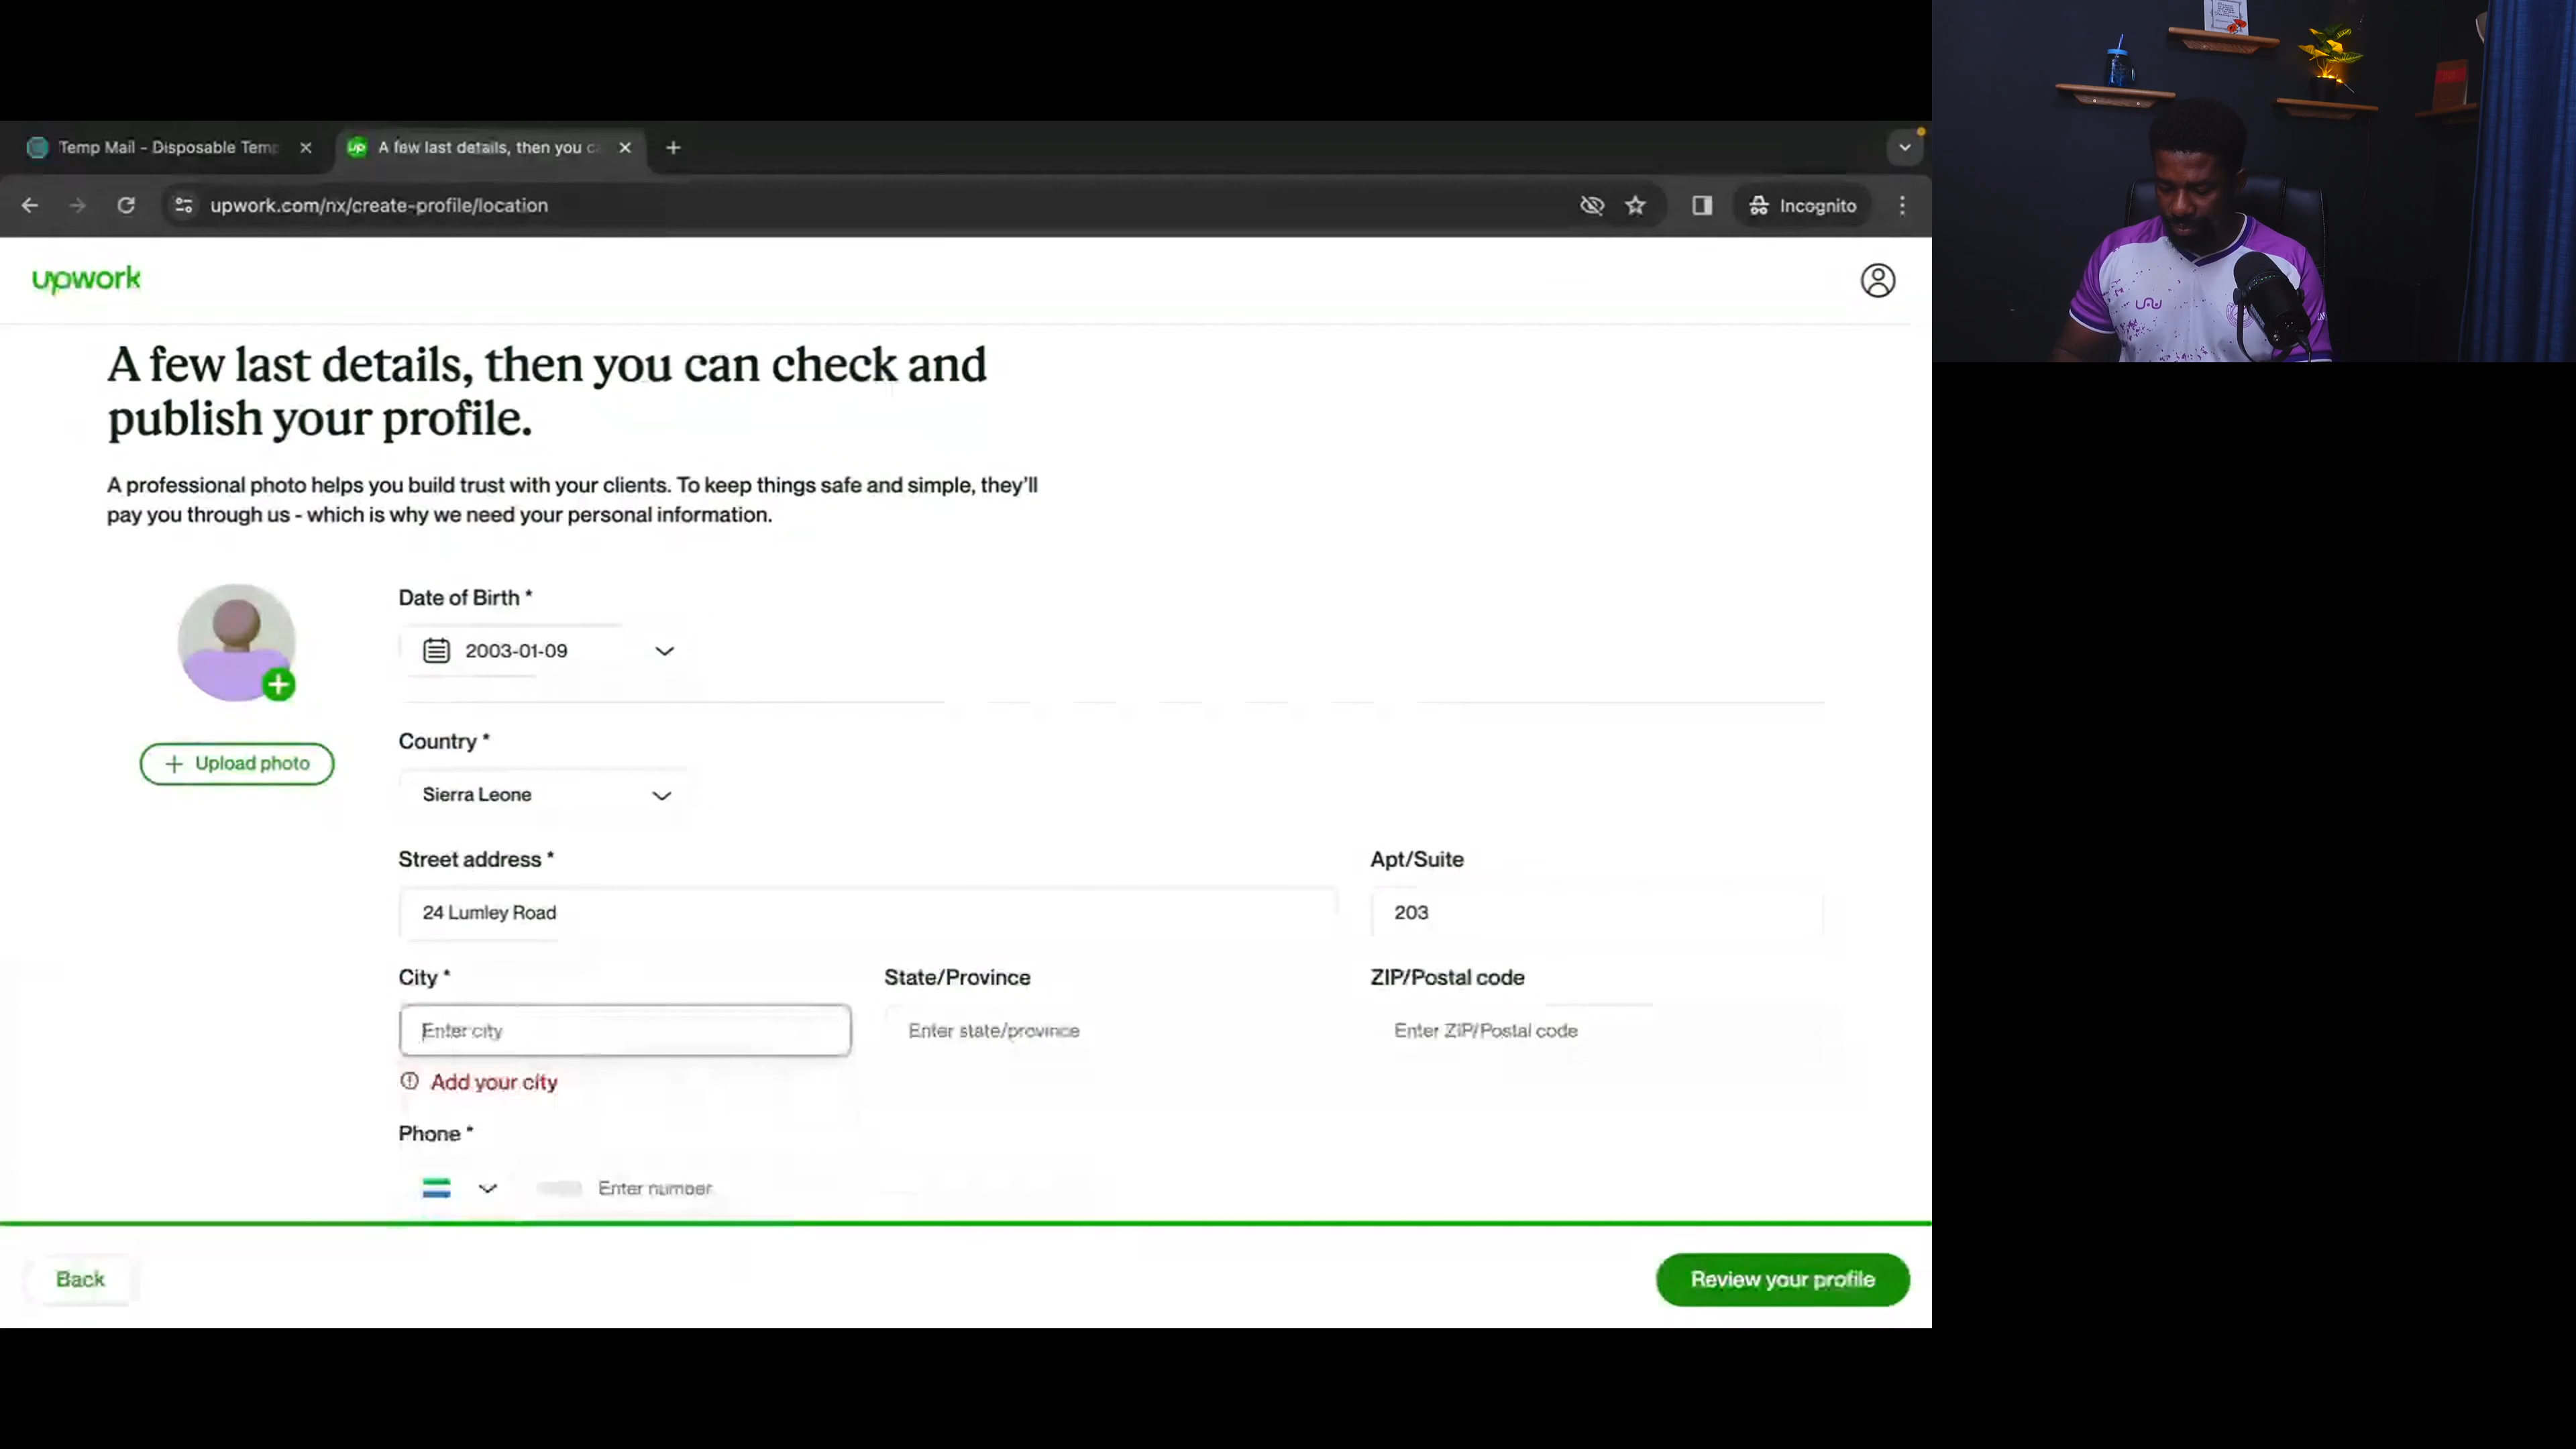 Temp Mail - Disposable Temp
A few last details, then you c
upwork.com/nx/create-profile/location
Incognito
upwork
A few last details, then you can check and
publish your profile.
A professional photo helps you build trust with your clients. To keep things safe and simple, they'll
pay you through us - which is why we need your personal information.
Date of Birth *
2003-01-09
Country *
+ Upload photo
Sierra Leone
Street address *
Apt/Suite
24 Lumley Road
203
City *
State/Province
ZIP/Postal code
Enter city
Enter state/province
Enter ZIP/Postal code
Add your city
Phone *
Enter number
Back
Review your profile